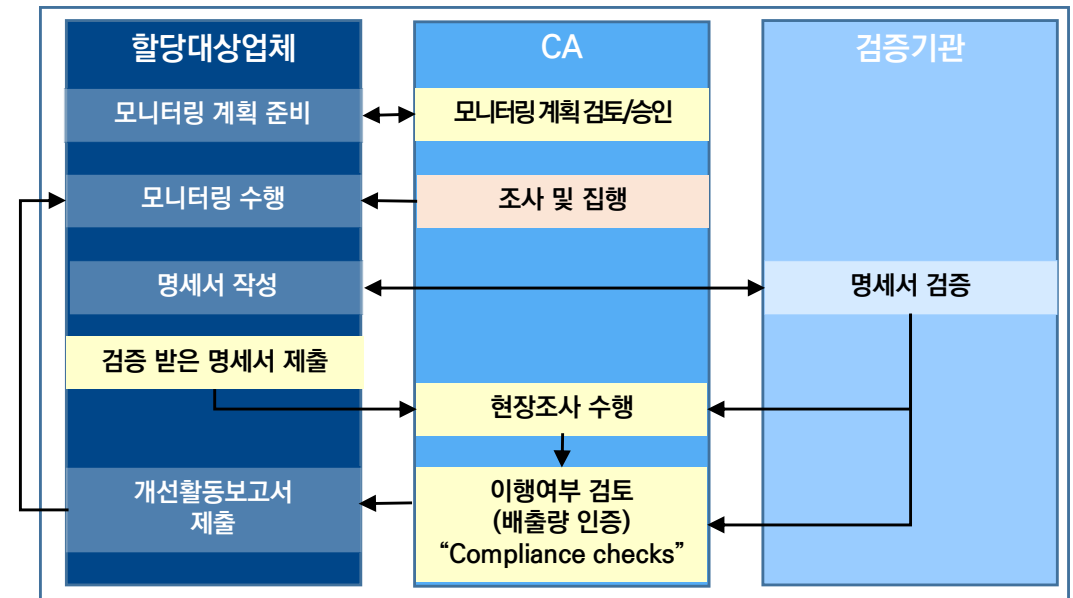 할당대상업체
CA
검증기관
모니터링 계획 준비
모니터링 계획 검토/승인
모니터링 수행
조사 및 집행
명세서 작성
명세서 검증
검증 받은 명세서 제출
현장조사 수행
개선활동보고서
제출
이행여부 검토
(배출량 인증)
“Compliance checks”